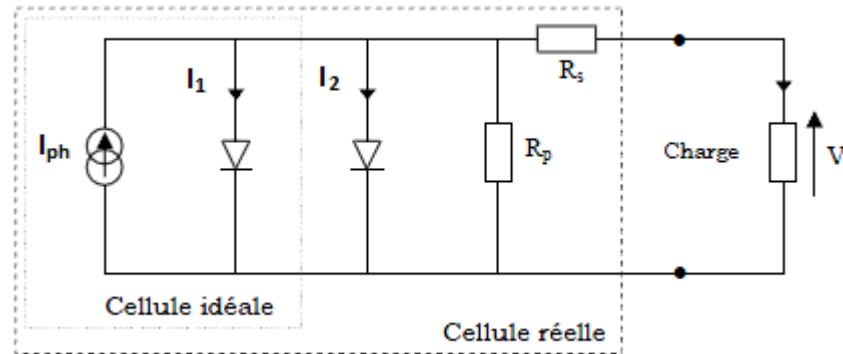 I1
I2
Rs
Iph
Rp
Charge
V
Cellule idéale
Cellule réelle